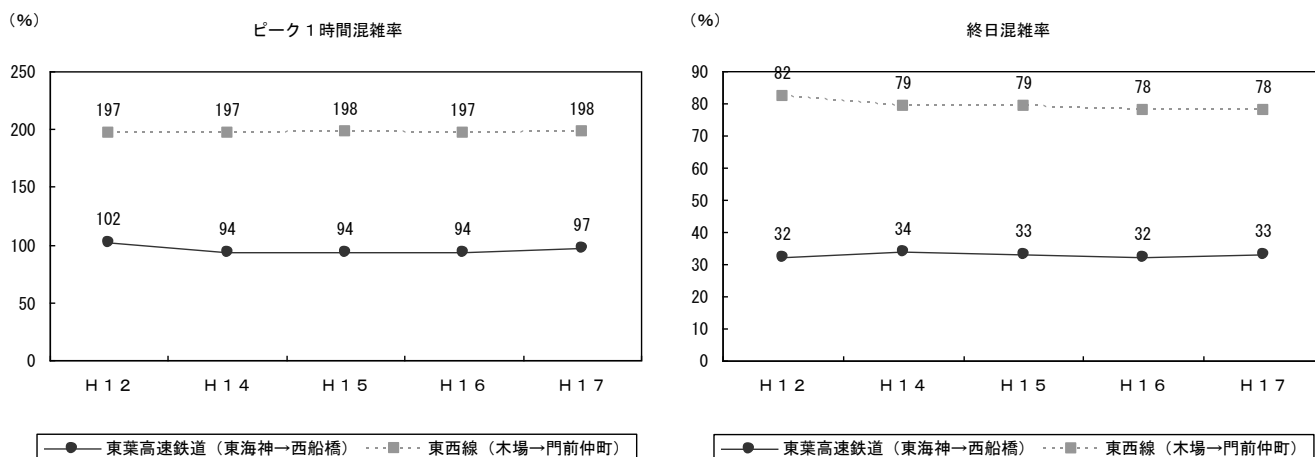 (%)
ピーク1時間混雑率
250
200
150
100
50
0
197
197
198
197
198
102
94
94
94
97
H12
H14
H15
H16
H17
東葉高速鉄道(東海神→西船橋)
東西線(木場→門前仲町)
(%)
終日混雑率
90
80
70
60
50
40
30
20
10
0
82
79
79
78
78
32
34
33
32
33
H12
H14
H15
H16
H17
東葉高速鉄道(東海神→西船橋)
東西線(木場→門前仲町)